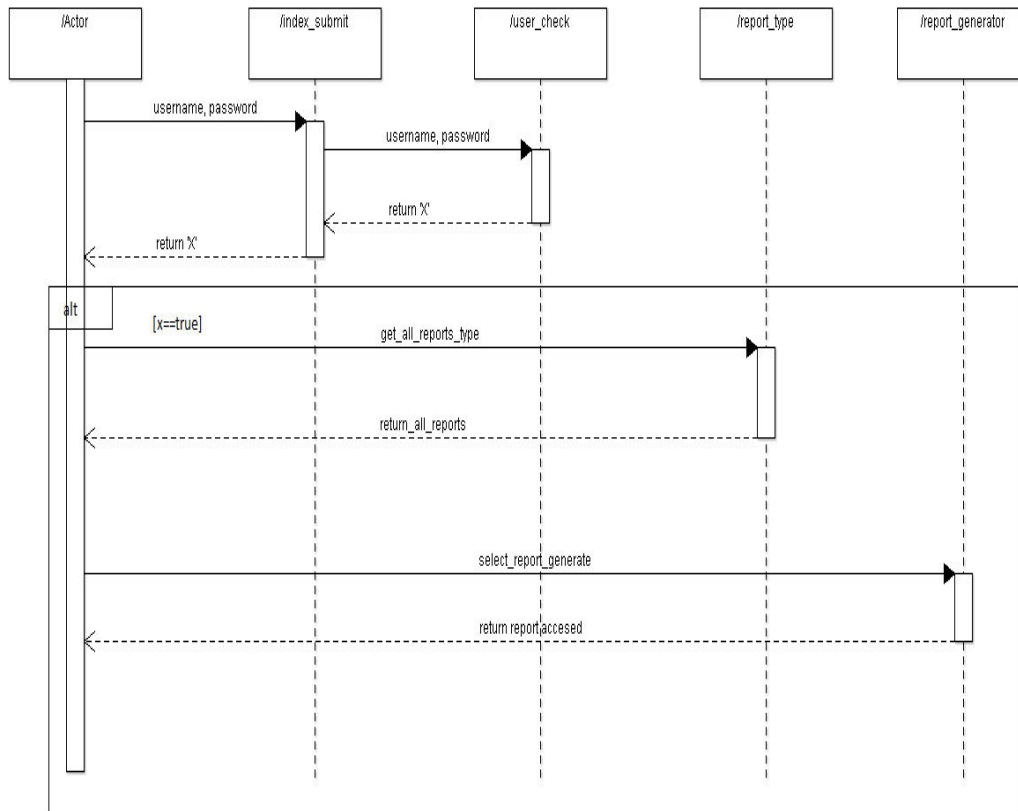 /Actor
/index_submit
/user_check
/report_type
/report_generator
username, password
username, password
return 'X'
return 'X'
alt
[x==true]
get_all_reports_type
return_all_reports
select_report_generate
return report accesed